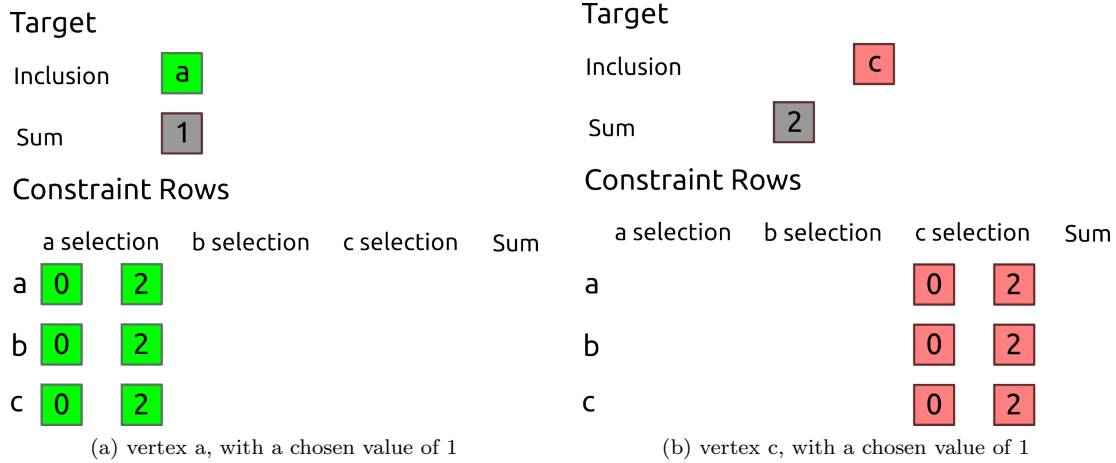 Target
Inclusion a
Sum 1
Constraint Rows
a selection b selection c selection Sum
a 0 2
b 0 2
c 0 2
(a) vertex a, with a chosen value of 1
Target
Inclusion c
Sum 2
Constraint Rows
a selection b selection c selection Sum
a 0 2
b 0 2
c 0 2
(b) vertex c, with a chosen value of 1